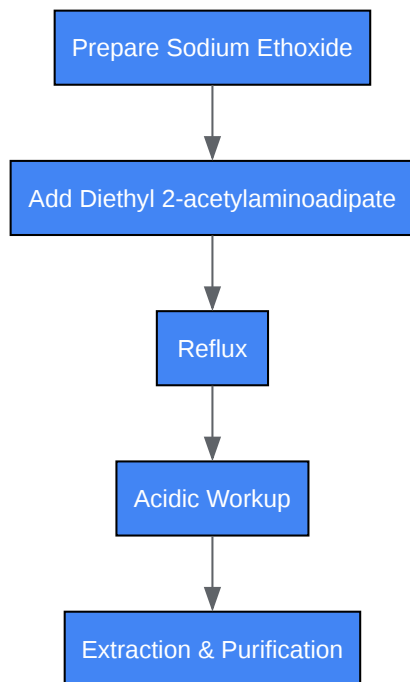 Prepare Sodium Ethoxide
Add Diethyl 2-acetylaminoadipate
Reflux
Acidic Workup
Extraction & Purification